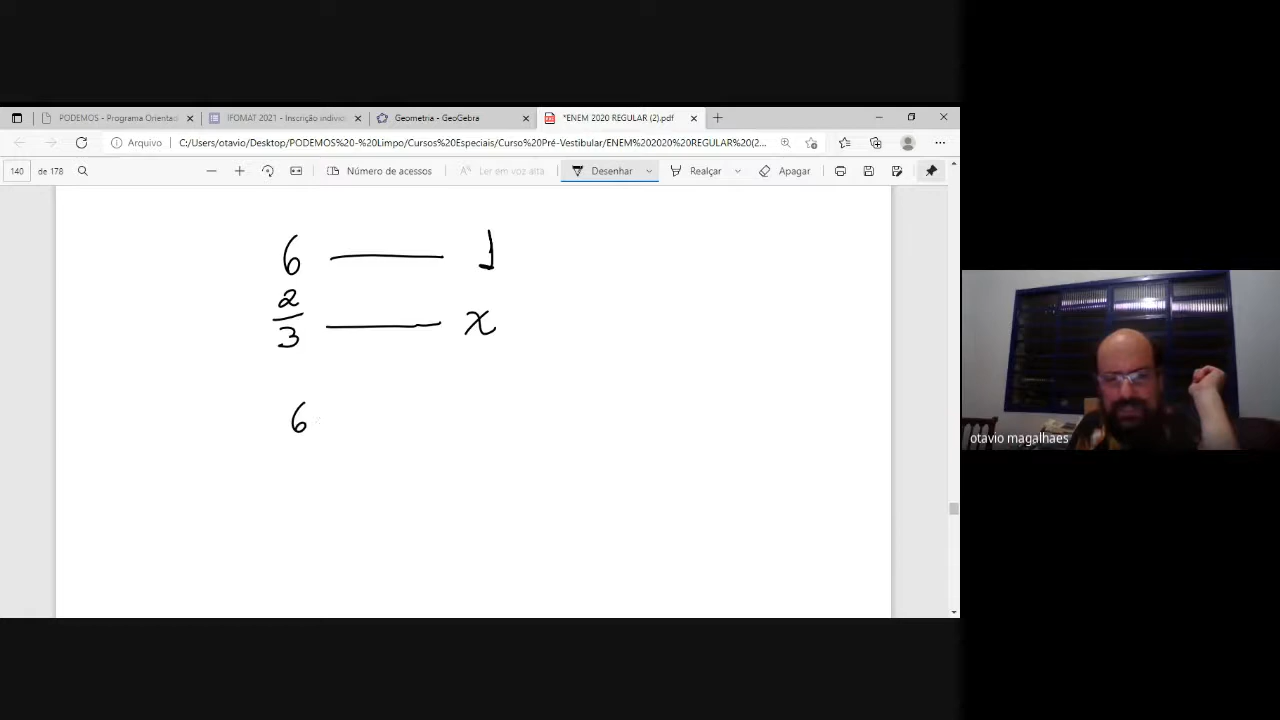 PODEMOS - Programa Orientac
IFOMAT 2021 - Inscrição individ
Geometria - GeoGebra
*ENEM 2020 REGULAR (2).pdf
Arquivo
C:/Users/otavio/Desktop/PODEMOS%20-%20Limpo/Cursos%20Especiais/Curso%20Pré-Vestibular/ENEM%202020%20REGULAR%20(2...
140 de 178
Número de acessos
Ler em voz alta
Desenhar
Realçar
Apagar
6 —— 1
2/3 —— x
6
otavio magalhaes